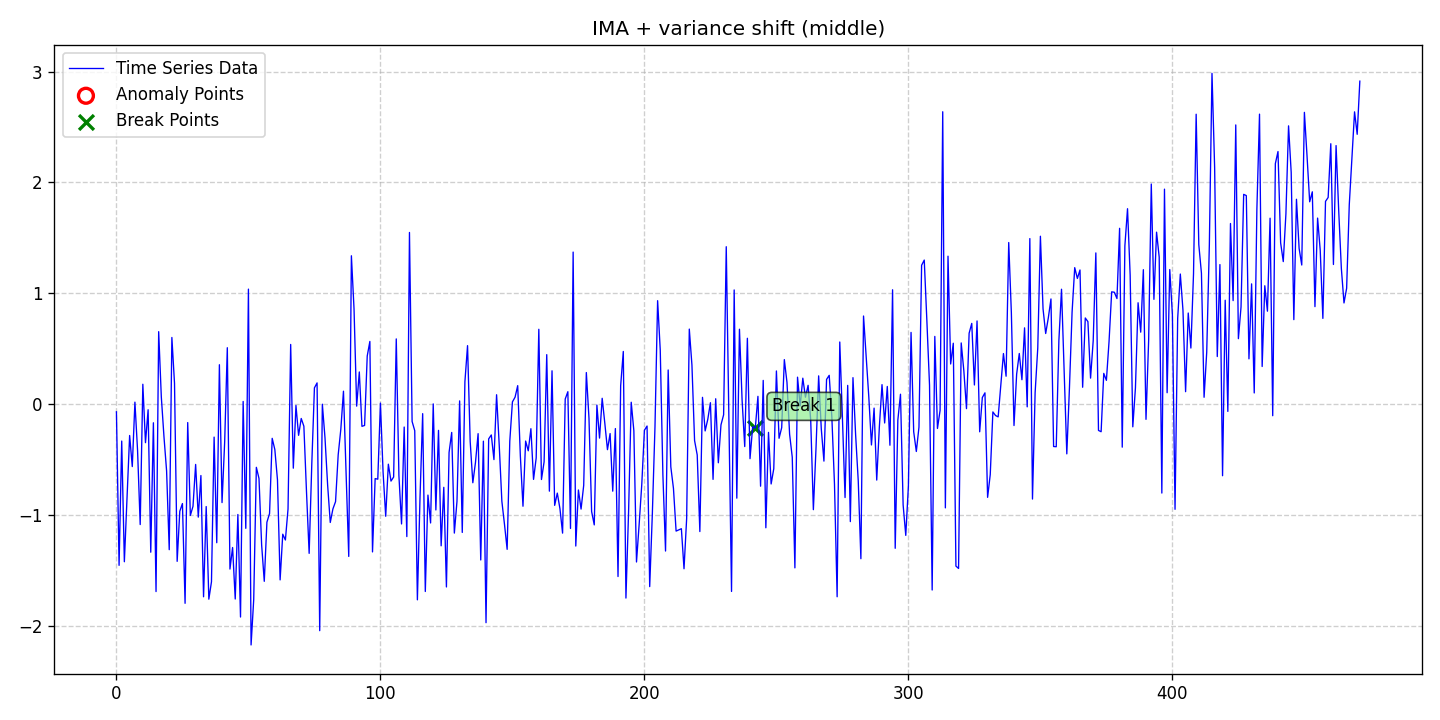 IMA + variance shift (middle)
Time Series Data
Anomaly Points
Break Points
Break 1
3
2
1
0
−1
−2
0
100
200
300
400